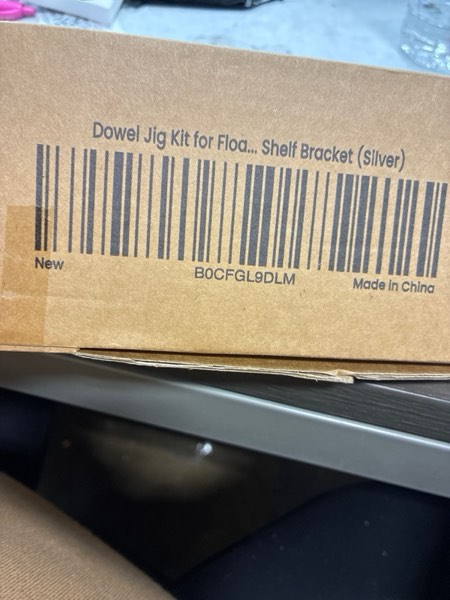 Dowel Jig Kit for Floa... Shelf Bracket (Silver)
New
B0CFGL9DLM
Made in China